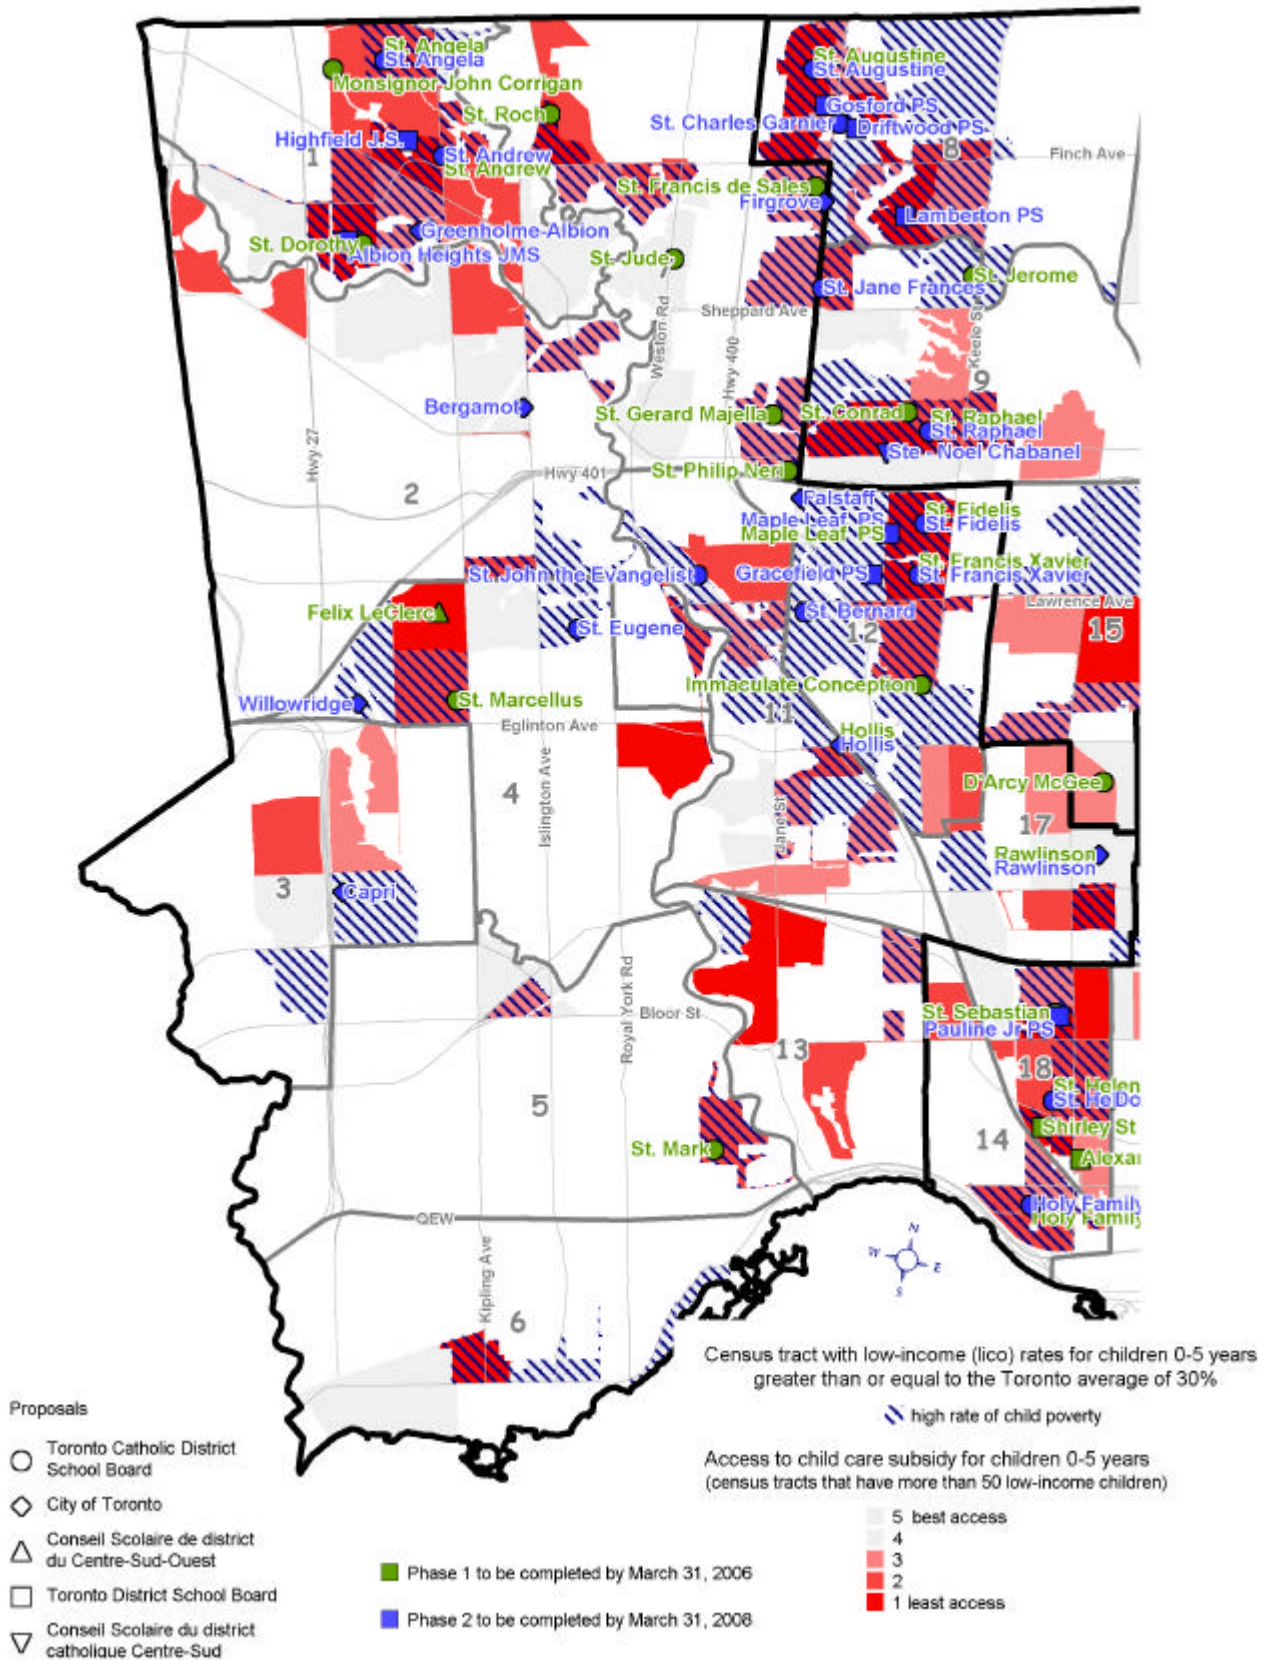 St. Angela
St. Angela
Monsignor John Corrigan
St. Roch
Highfield J.S.
1
St. Andrew
St. Andrew
St. Augustine
St. Augustine
Gosford PS
St. Charles Garnier
Driftwood PS
8
Finch Ave
St. Francis de Sales
Firgrove
Lamberton PS
Greenholme-Albion
St. Dorothy
Albion Heights JMS
St. Jude
St. Jerome
St. Jane Frances
Sheppard Ave
Weston Rd
Hwy 400
Keele St
9
Bergamot
St. Gerard Majella
St. Conrad
St. Raphael
St. Raphael
Ste - Noel Chabanel
Hwy 27
Hwy 401
St. Philip Neri
2
Falstaff
Maple Leaf PS
Maple Leaf PS
St. Fidelis
St. Fidelis
St. Francis Xavier
St. Francis Xavier
St. John the Evangelist
Gracefield PS
Lawrence Ave
Felix LeClerc
St. Eugene
St. Bernard
12
15
Immaculate Conception
Willowridge
St. Marcellus
Eglinton Ave
11
Hollis
Hollis
4
Islington Ave
Jane St
D'Arcy McGee
17
Rawlinson
Rawlinson
3
Capri
Royal York Rd
Bloor St
St. Sebastian
Pauline Jr PS
13
18
St. Helen
St. He
Do
5
14
St. Mark
Shirley St
Alexa
Holy Family
Holy Family
QEW
Kipling Ave
6
N
W
E
S
Census tract with low-income (lico) rates for children 0-5 years
greater than or equal to the Toronto average of 30%
high rate of child poverty
Access to child care subsidy for children 0-5 years
(census tracts that have more than 50 low-income children)
5 best access
4
3
2
1 least access
Proposals
Toronto Catholic District
School Board
City of Toronto
Conseil Scolaire de district
du Centre-Sud-Ouest
Toronto District School Board
Conseil Scolaire du district
catholique Centre-Sud
Phase 1 to be completed by March 31, 2006
Phase 2 to be completed by March 31, 2008